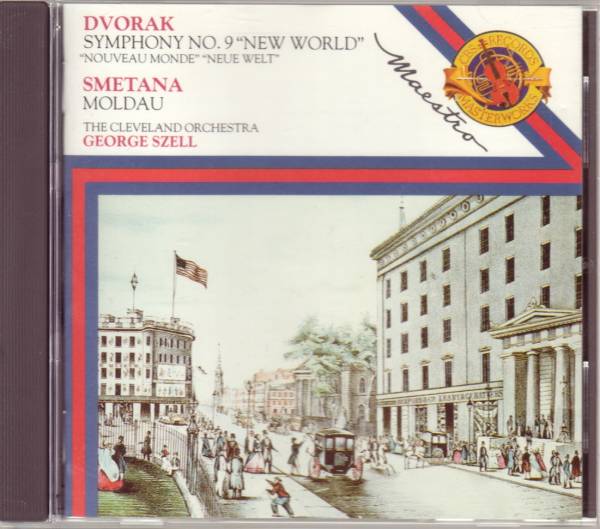 DVORAK
SYMPHONY NO. 9 “NEW WORLD”
“NOUVEAU MONDE” “NEUE WELT”
SMETANA
MOLDAU
THE CLEVELAND ORCHESTRA
GEORGE SZELL
Maestro
CBS RECORDS
MASTERWORKS